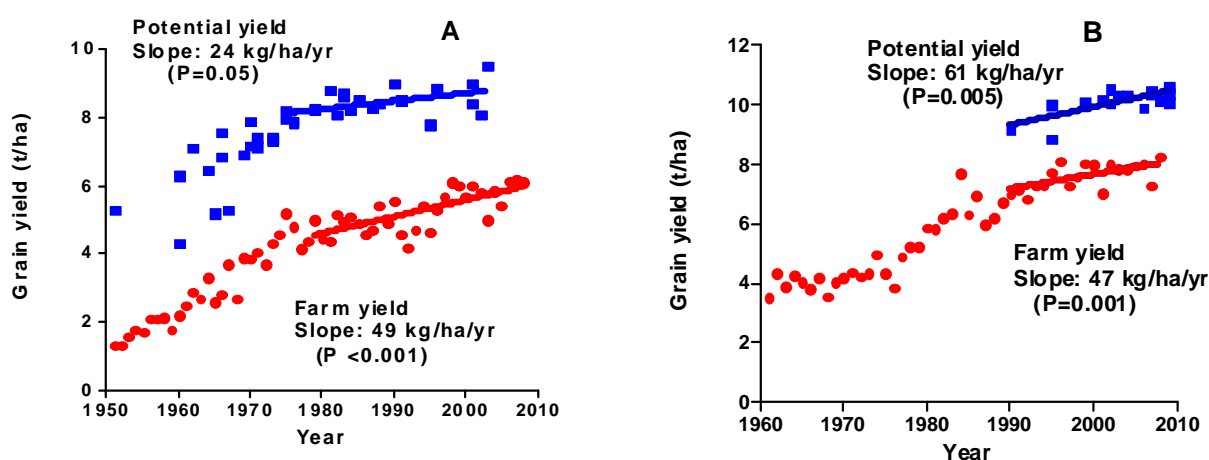 Potential yield
Slope: 24 kg/ha/yr
(P=0.05)
A
10
8
6
4
2
0
Grain yield (t/ha)
Farm yield
Slope: 49 kg/ha/yr
(P <0.001)
1950 1960 1970 1980 1990 2000 2010
Year
B
Potential yield
Slope: 61 kg/ha/yr
(P=0.005)
12
10
8
6
4
2
0
Grain yield (t/ha)
Farm yield
Slope: 47 kg/ha/yr
(P=0.001)
1960 1970 1980 1990 2000 2010
Year